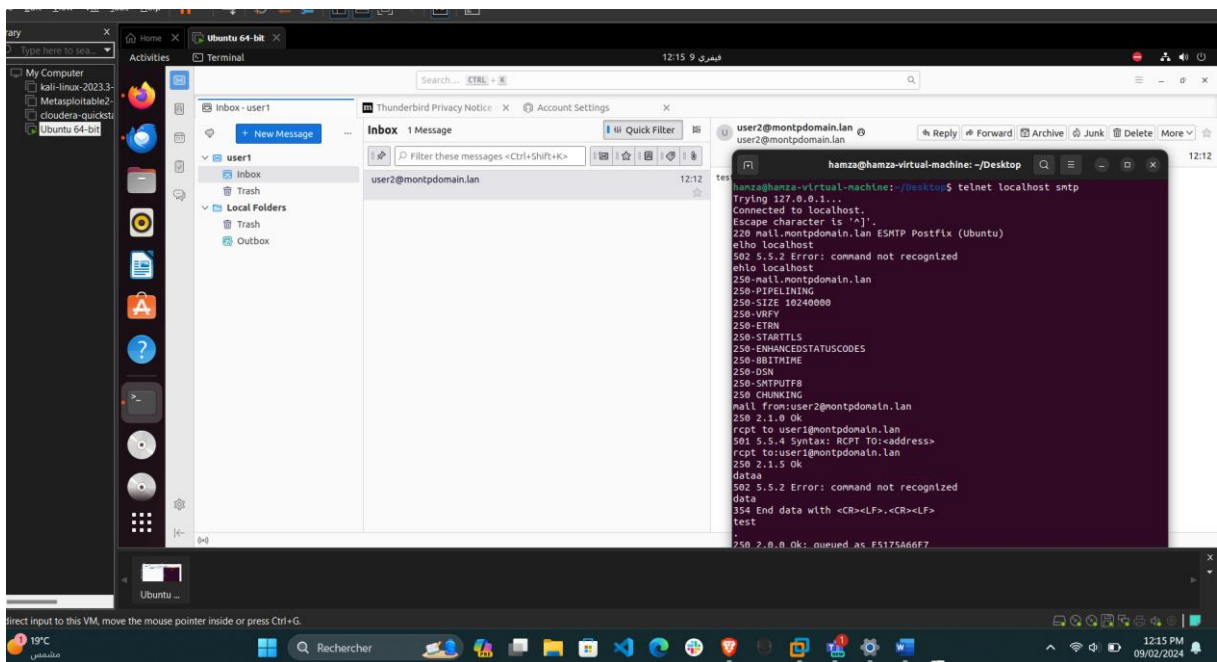 Home
Ubuntu 64-bit
Type here to sea...
My Computer
kali-linux-2023.3-
Metasploitable2-
cloudera-quicksta
Ubuntu 64-bit
Activities
Terminal
12:15 9 فيفري
Search... CTRL + K
Inbox - user1
Thunderbird Privacy Notice
Account Settings
+ New Message
Inbox 1 Message
Quick Filter
Filter these messages <Ctrl+Shift+K>
user1
Inbox
Trash
Local Folders
Trash
Outbox
user2@montpdomain.lan 12:12
user2@montpdomain.lan
user2@montpdomain.lan
Reply
Forward
Archive
Junk
Delete
More
12:12
test
hamza@hamza-virtual-machine: ~/Desktop
hamza@hamza-virtual-machine:~/Desktop$ telnet localhost smtp
Trying 127.0.0.1...
Connected to localhost.
Escape character is '^]'.
220 mail.montpdomain.lan ESMTP Postfix (Ubuntu)
elho localhost
502 5.5.2 Error: command not recognized
ehlo localhost
250-mail.montpdomain.lan
250-PIPELINING
250-SIZE 10240000
250-VRFY
250-ETRN
250-STARTTLS
250-ENHANCEDSTATUSCODES
250-8BITMIME
250-DSN
250-SMTPUTF8
250 CHUNKING
mail from:user2@montpdomain.lan
250 2.1.0 Ok
rcpt to user1@montpdomain.lan
501 5.5.4 Syntax: RCPT TO:<address>
rcpt to:user1@montpdomain.lan
250 2.1.5 Ok
dataa
502 5.5.2 Error: command not recognized
data
354 End data with <CR><LF>.<CR><LF>
test
.
250 2.0.0 Ok: queued as F5175A66F7
Ubuntu ...
direct input to this VM, move the mouse pointer inside or press Ctrl+G.
1
19°C
مشمس
Rechercher
12:15 PM
09/02/2024